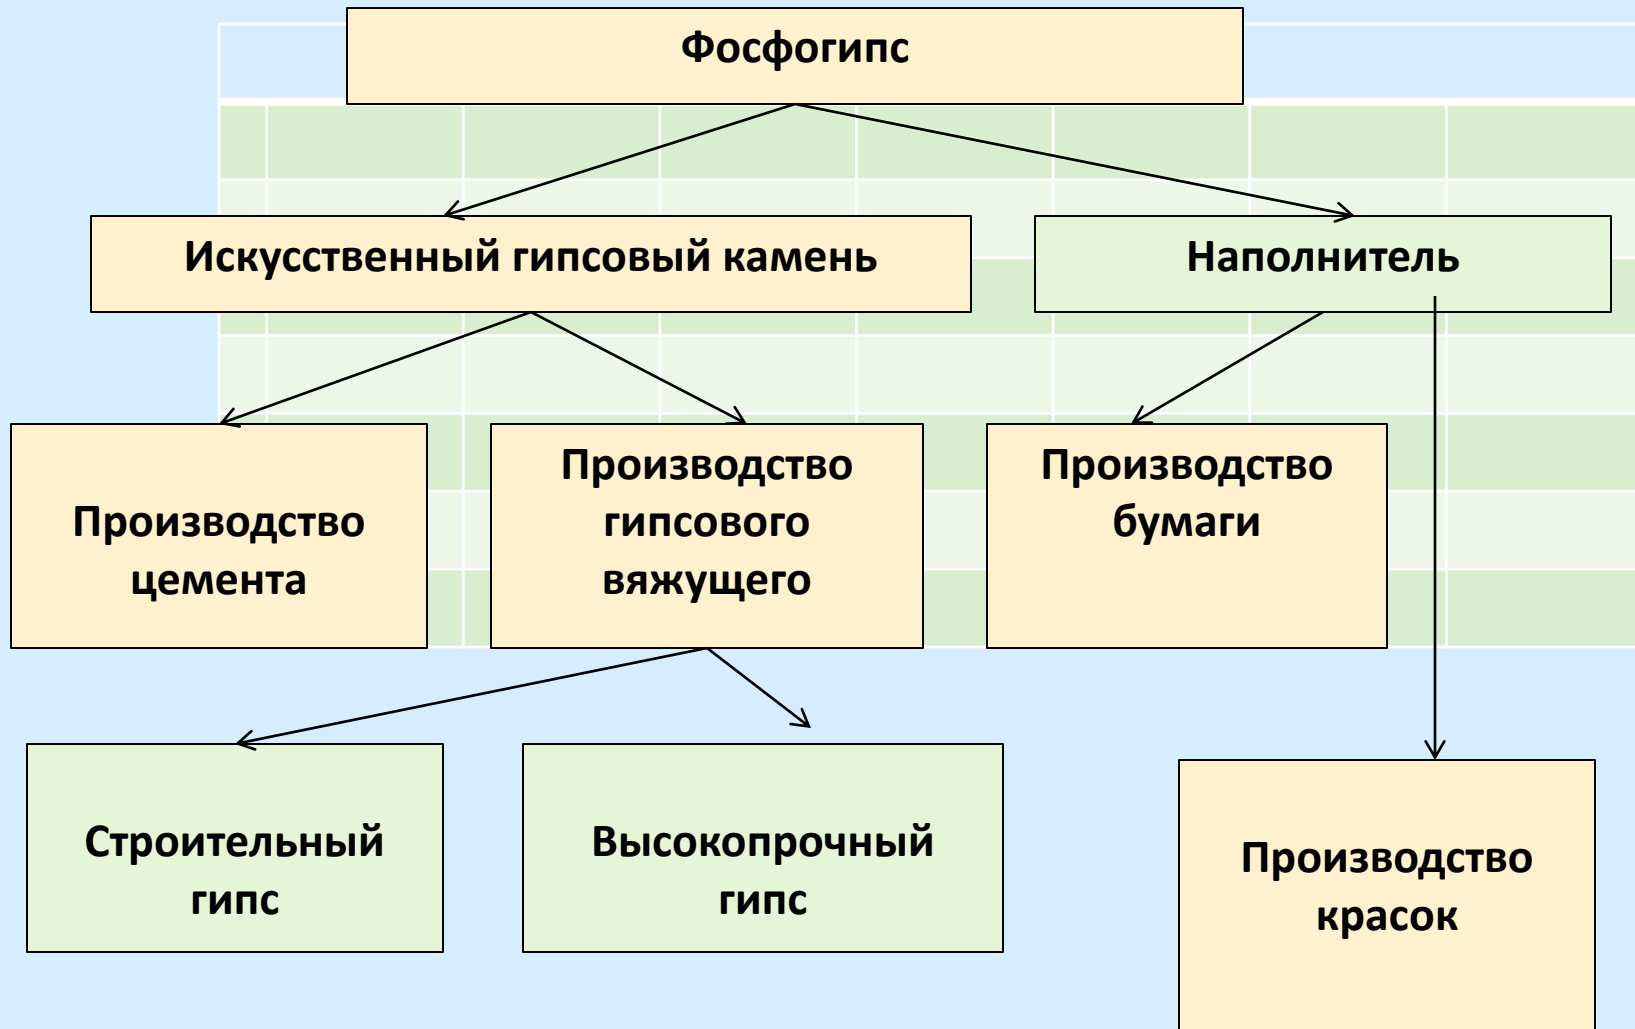 Фосфогипс
Искусственный гипсовый камень
Наполнитель
Производство
цемента
Производство
гипсового
вяжущего
Производство
бумаги
Строительный
гипс
Высокопрочный
гипс
Производство
красок